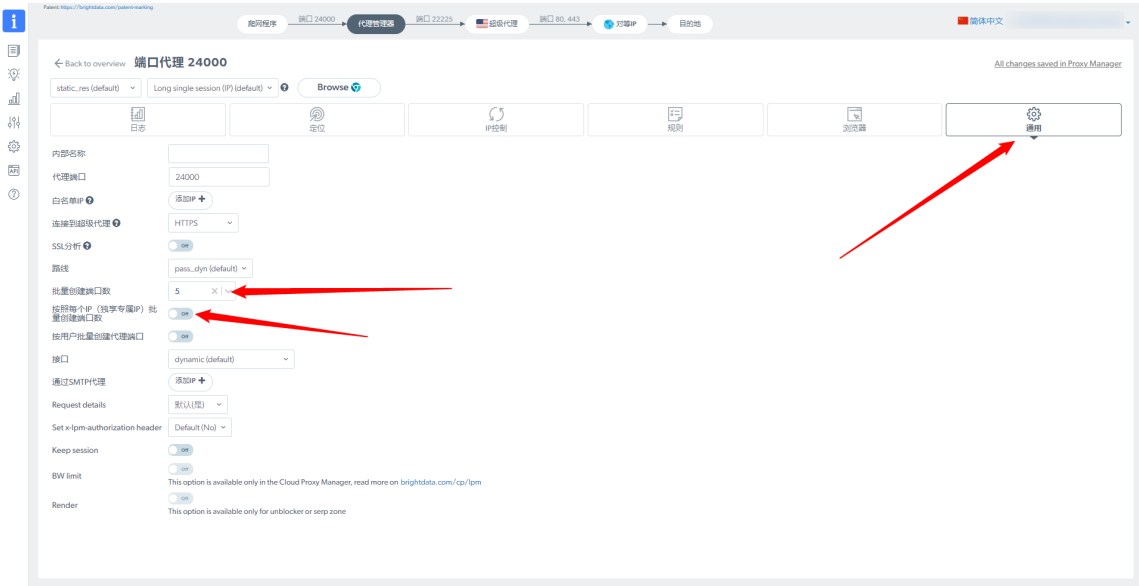 Patent: https://brightdata.com/patent-marking
爬网程序 端口 24000 代理管理器 端口 22225 超级代理 端口 80, 443 对等IP 目的地
简体中文
Back to overview 端口代理 24000
All changes saved in Proxy Manager
static_res (default) Long single session (IP) (default) Browse
日志 定位 IP控制 规则 浏览器 通用
内部名称
代理端口 24000
白名单IP 添加IP
连接到超级代理 HTTPS
SSL分析 Off
路线 pass_dyn (default)
批量创建端口数 5
按照每个IP（独享专属IP）批
量创建端口数 Off
按用户批量创建代理端口 Off
接口 dynamic (default)
通过SMTP代理 添加IP
Request details 默认(是)
Set x-lpm-authorization header Default (No)
Keep session Off
BW limit Off
This option is available only in the Cloud Proxy Manager, read more on brightdata.com/cp/lpm
Render Off
This option is available only for unblocker or serp zone
API